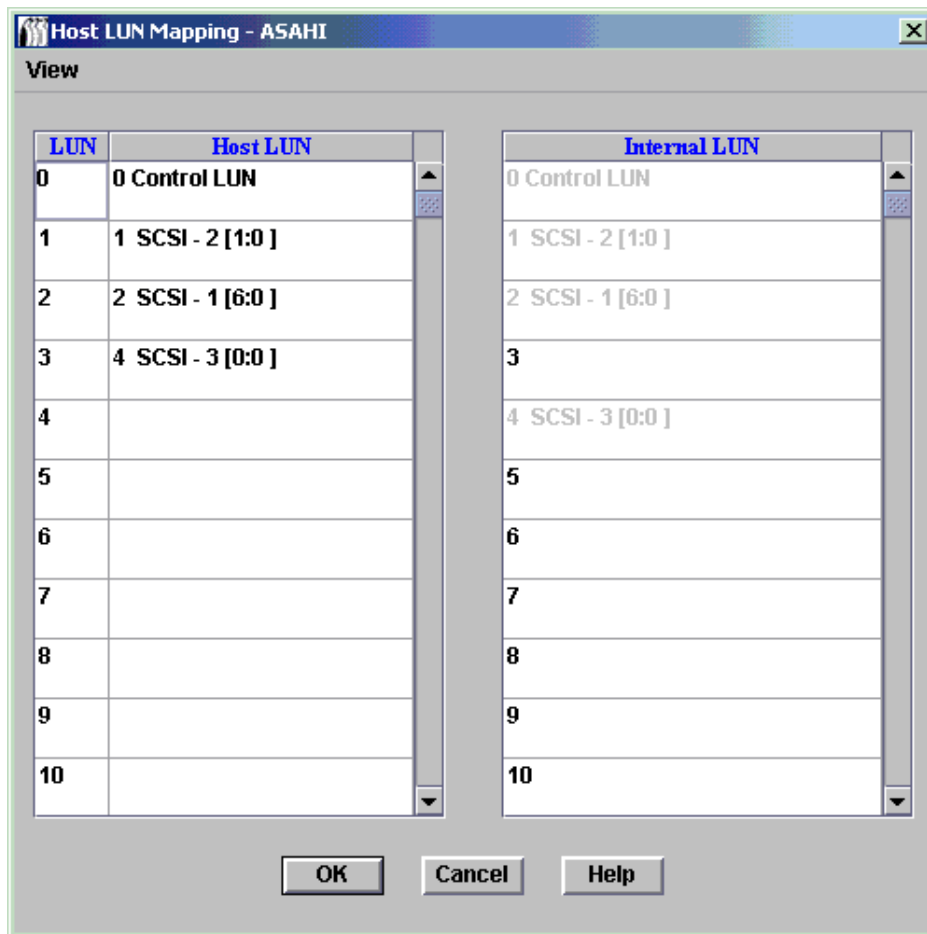 Host LUN Mapping - ASAHI
View
LUN Host LUN Internal LUN
0 0 Control LUN 0 Control LUN
1 1 SCSI - 2 [1:0 ] 1 SCSI - 2 [1:0 ]
2 2 SCSI - 1 [6:0 ] 2 SCSI - 1 [6:0 ]
3 4 SCSI - 3 [0:0 ] 3
4 4 SCSI - 3 [0:0 ]
5 5
6 6
7 7
8 8
9 9
10 10
OK Cancel Help